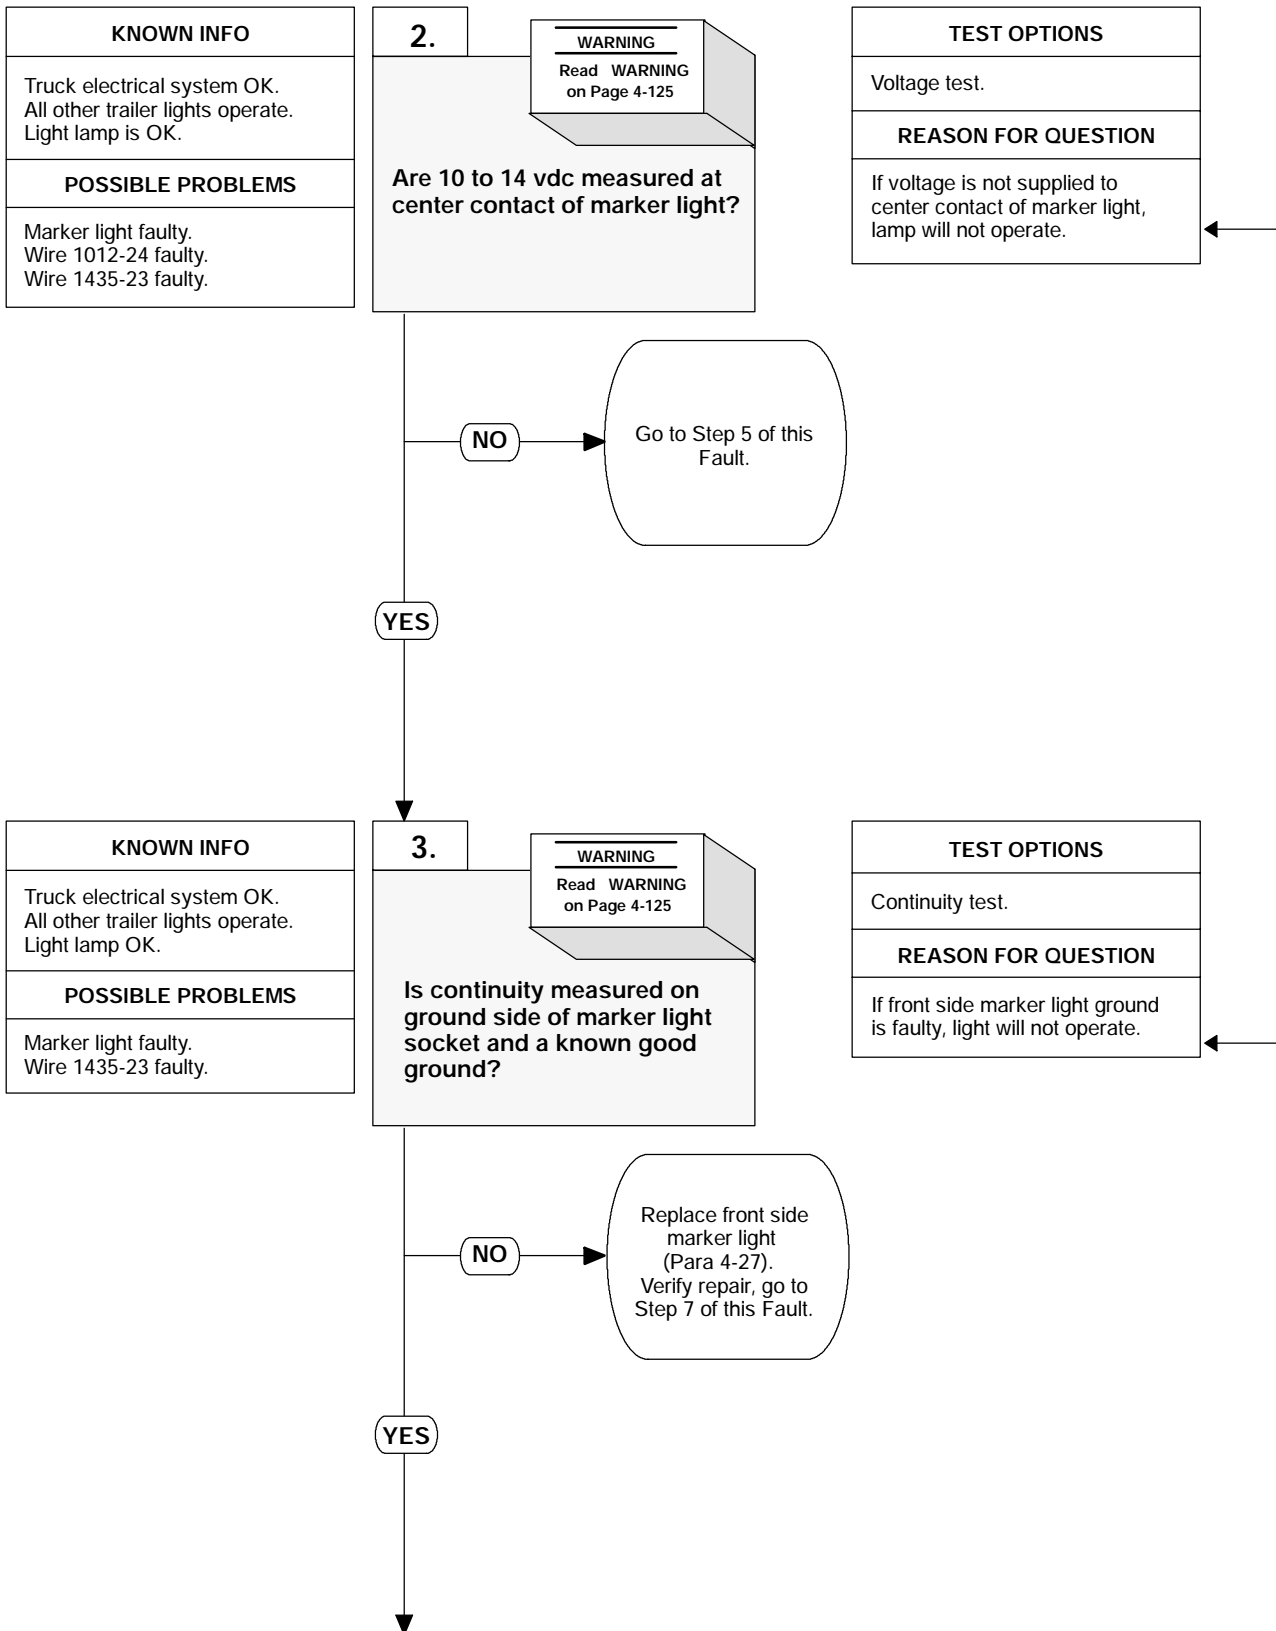 KNOWN INFO
Truck electrical system OK.
All other trailer lights operate.
Light lamp is OK.
POSSIBLE PROBLEMS
Marker light faulty.
Wire 1012-24 faulty.
Wire 1435-23 faulty.
2.
WARNING
Read WARNING
on Page 4-125
Are 10 to 14 vdc measured at
center contact of marker light?
TEST OPTIONS
Voltage test.
REASON FOR QUESTION
If voltage is not supplied to
center contact of marker light,
lamp will not operate.
NO
Go to Step 5 of this
Fault.
YES
KNOWN INFO
Truck electrical system OK.
All other trailer lights operate.
Light lamp OK.
POSSIBLE PROBLEMS
Marker light faulty.
Wire 1435-23 faulty.
3.
WARNING
Read WARNING
on Page 4-125
Is continuity measured on
ground side of marker light
socket and a known good
ground?
TEST OPTIONS
Continuity test.
REASON FOR QUESTION
If front side marker light ground
is faulty, light will not operate.
NO
Replace front side
marker light
(Para 4-27).
Verify repair, go to
Step 7 of this Fault.
YES